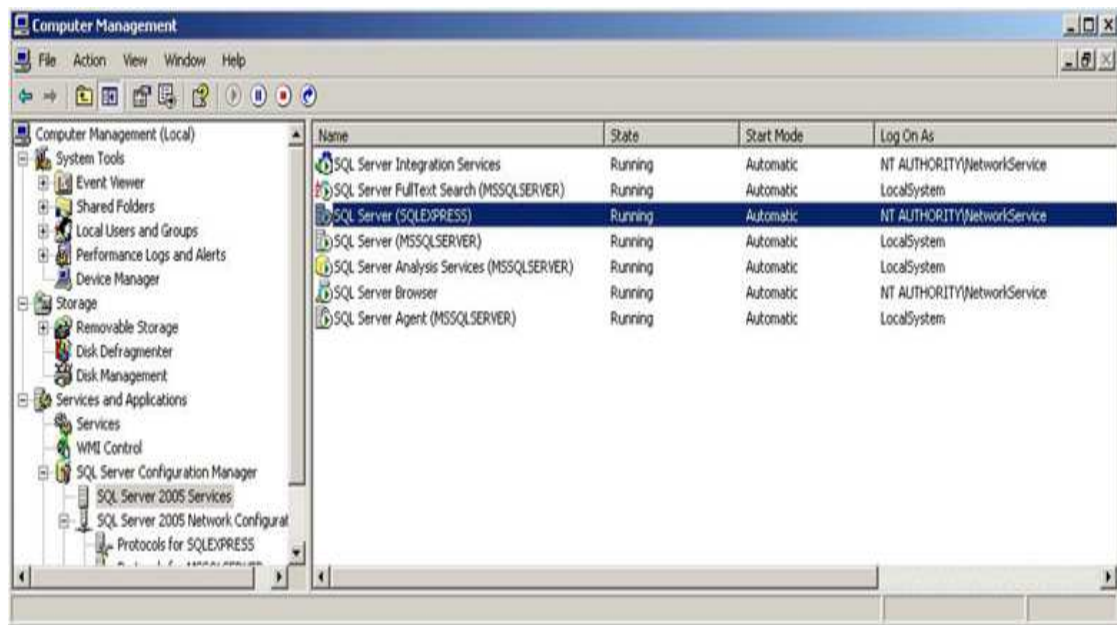 Computer Management
File Action View Window Help
Computer Management (Local)
System Tools
Event Viewer
Shared Folders
Local Users and Groups
Performance Logs and Alerts
Device Manager
Storage
Removable Storage
Disk Defragmenter
Disk Management
Services and Applications
Services
WMI Control
SQL Server Configuration Manager
SQL Server 2005 Services
SQL Server 2005 Network Configurat
Protocols for SQLEXPRESS
Name State Start Mode Log On As
SQL Server Integration Services Running Automatic NT AUTHORITY\NetworkService
SQL Server FullText Search (MSSQLSERVER) Running Automatic LocalSystem
SQL Server (SQLEXPRESS) Running Automatic NT AUTHORITY\NetworkService
SQL Server (MSSQLSERVER) Running Automatic LocalSystem
SQL Server Analysis Services (MSSQLSERVER) Running Automatic LocalSystem
SQL Server Browser Running Automatic NT AUTHORITY\NetworkService
SQL Server Agent (MSSQLSERVER) Running Automatic LocalSystem